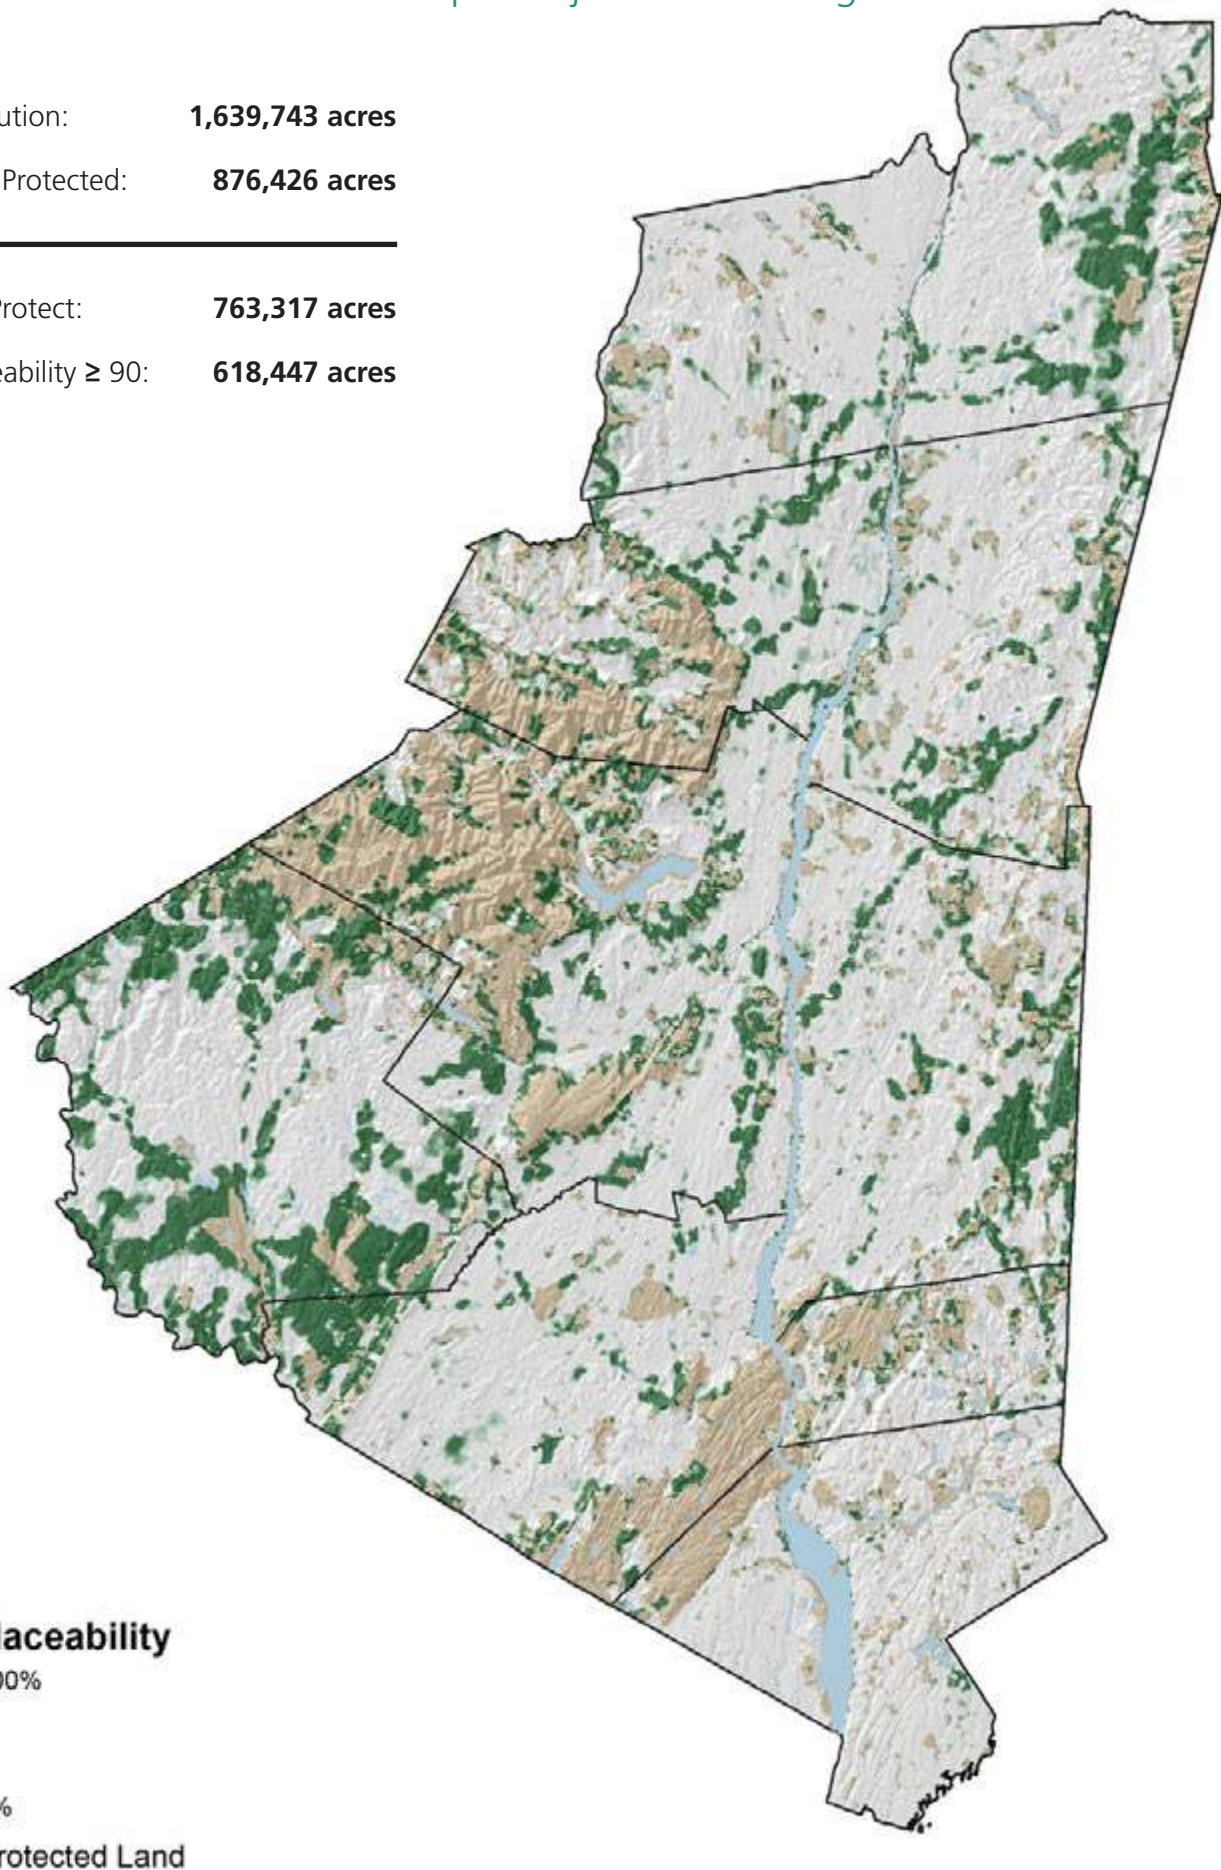 ution: 1,639,743 acres
Protected: 876,426 acres
Protect: 763,317 acres
eability ≥ 90: 618,447 acres
laceability
00%
%
rotected Land